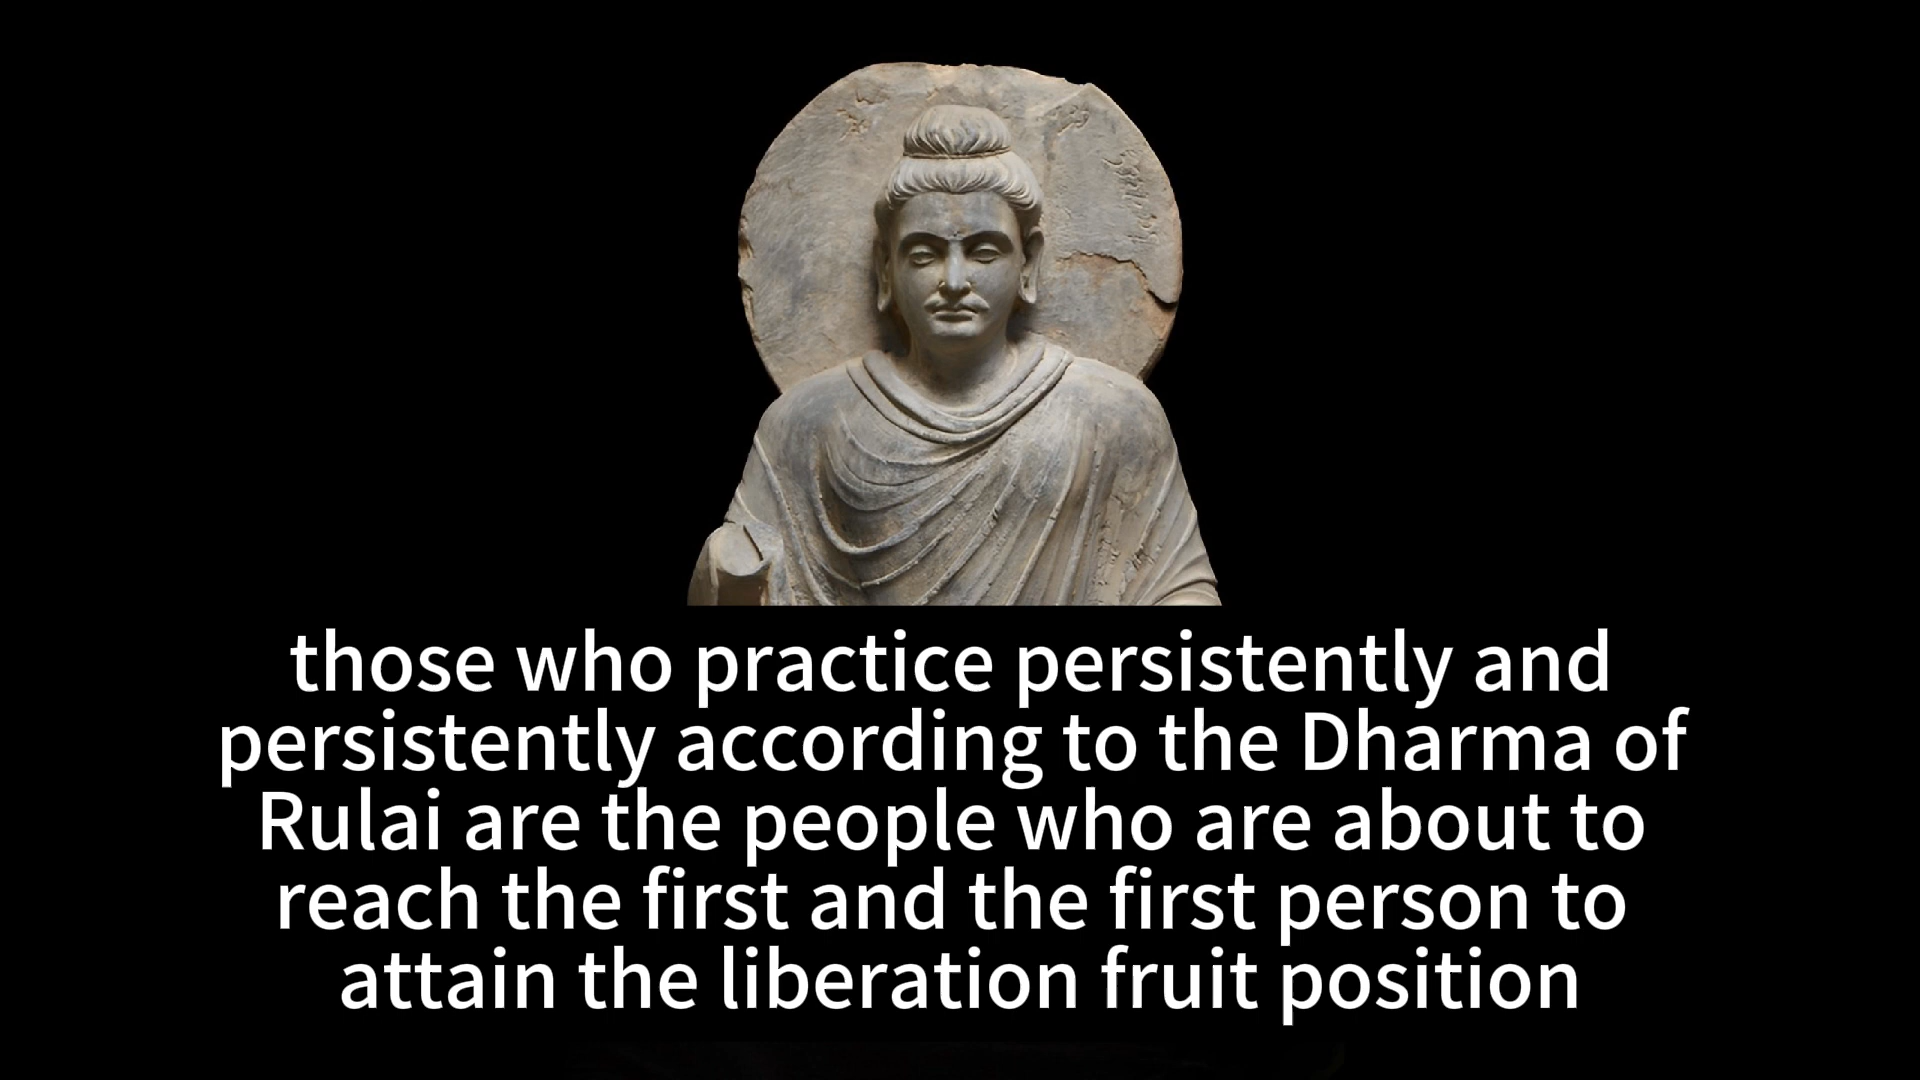 those who practice persistently and
persistently according to the Dharma of
Rulai are the people who are about to
reach the first and the first person to
attain the liberation fruit position